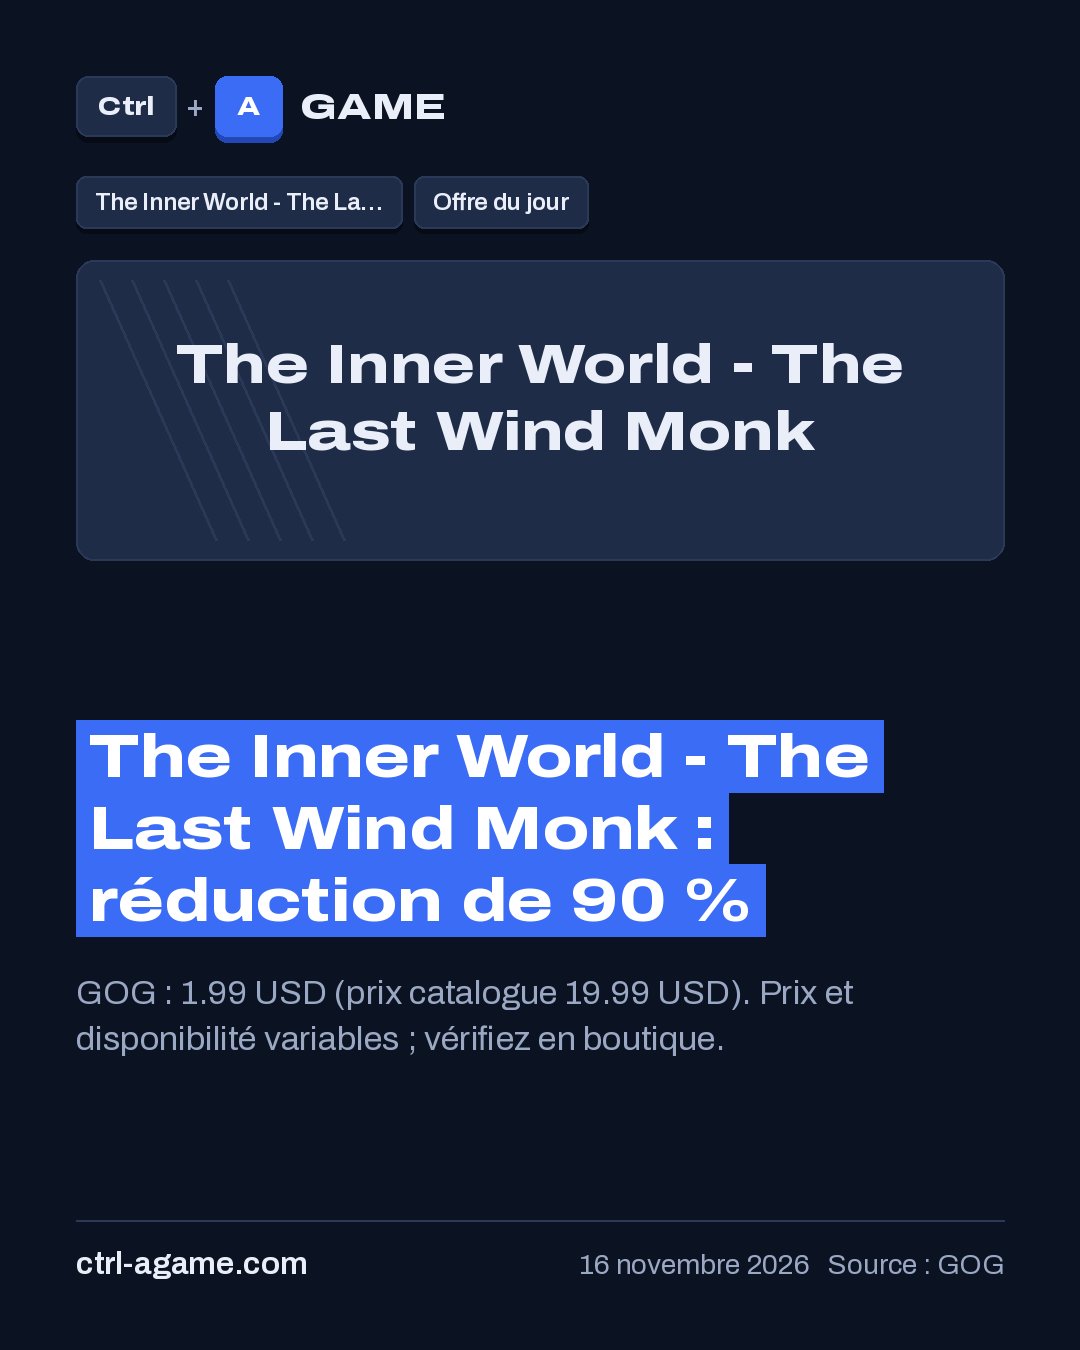 Ctrl + A GAME
The Inner World - The La... Offre du jour
The Inner World - The
Last Wind Monk
The Inner World - The
Last Wind Monk :
réduction de 90 %
GOG : 1.99 USD (prix catalogue 19.99 USD). Prix et
disponibilité variables ; vérifiez en boutique.
ctrl-agame.com 16 novembre 2026 Source : GOG